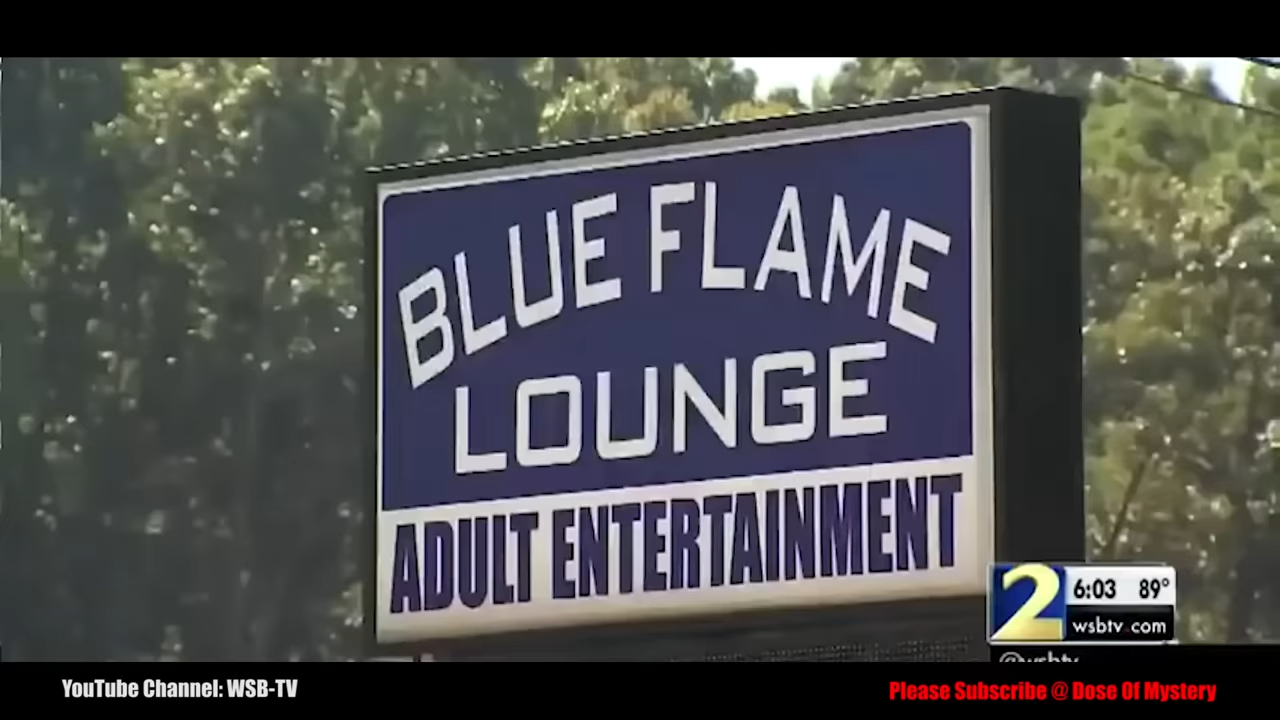 BLUE FLAME
LOUNGE
ADULT ENTERTAINMENT
2
6:03 89°
wsbtv.com
@wsbtv
YouTube Channel: WSB-TV
Please Subscribe @ Dose Of Mystery